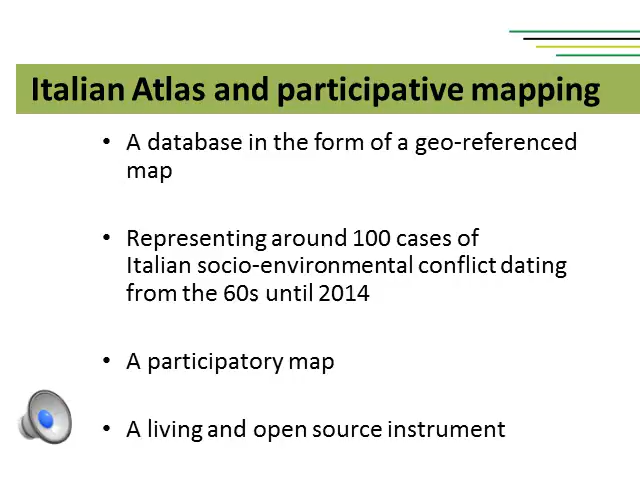 Italian Atlas and participative mapping
• A database in the form of a geo-referenced
map
• Representing around 100 cases of
Italian socio-environmental conflict dating
from the 60s until 2014
• A participatory map
• A living and open source instrument